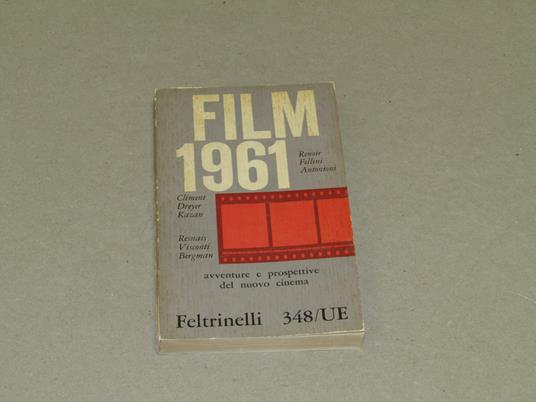 FILM
1961
Renoir
Fellini
Antonioni
Clément
Dreyer
Kazan
Resnais
Visconti
Bergman
avventure e prospettive
del nuovo cinema
Feltrinelli 348/UE